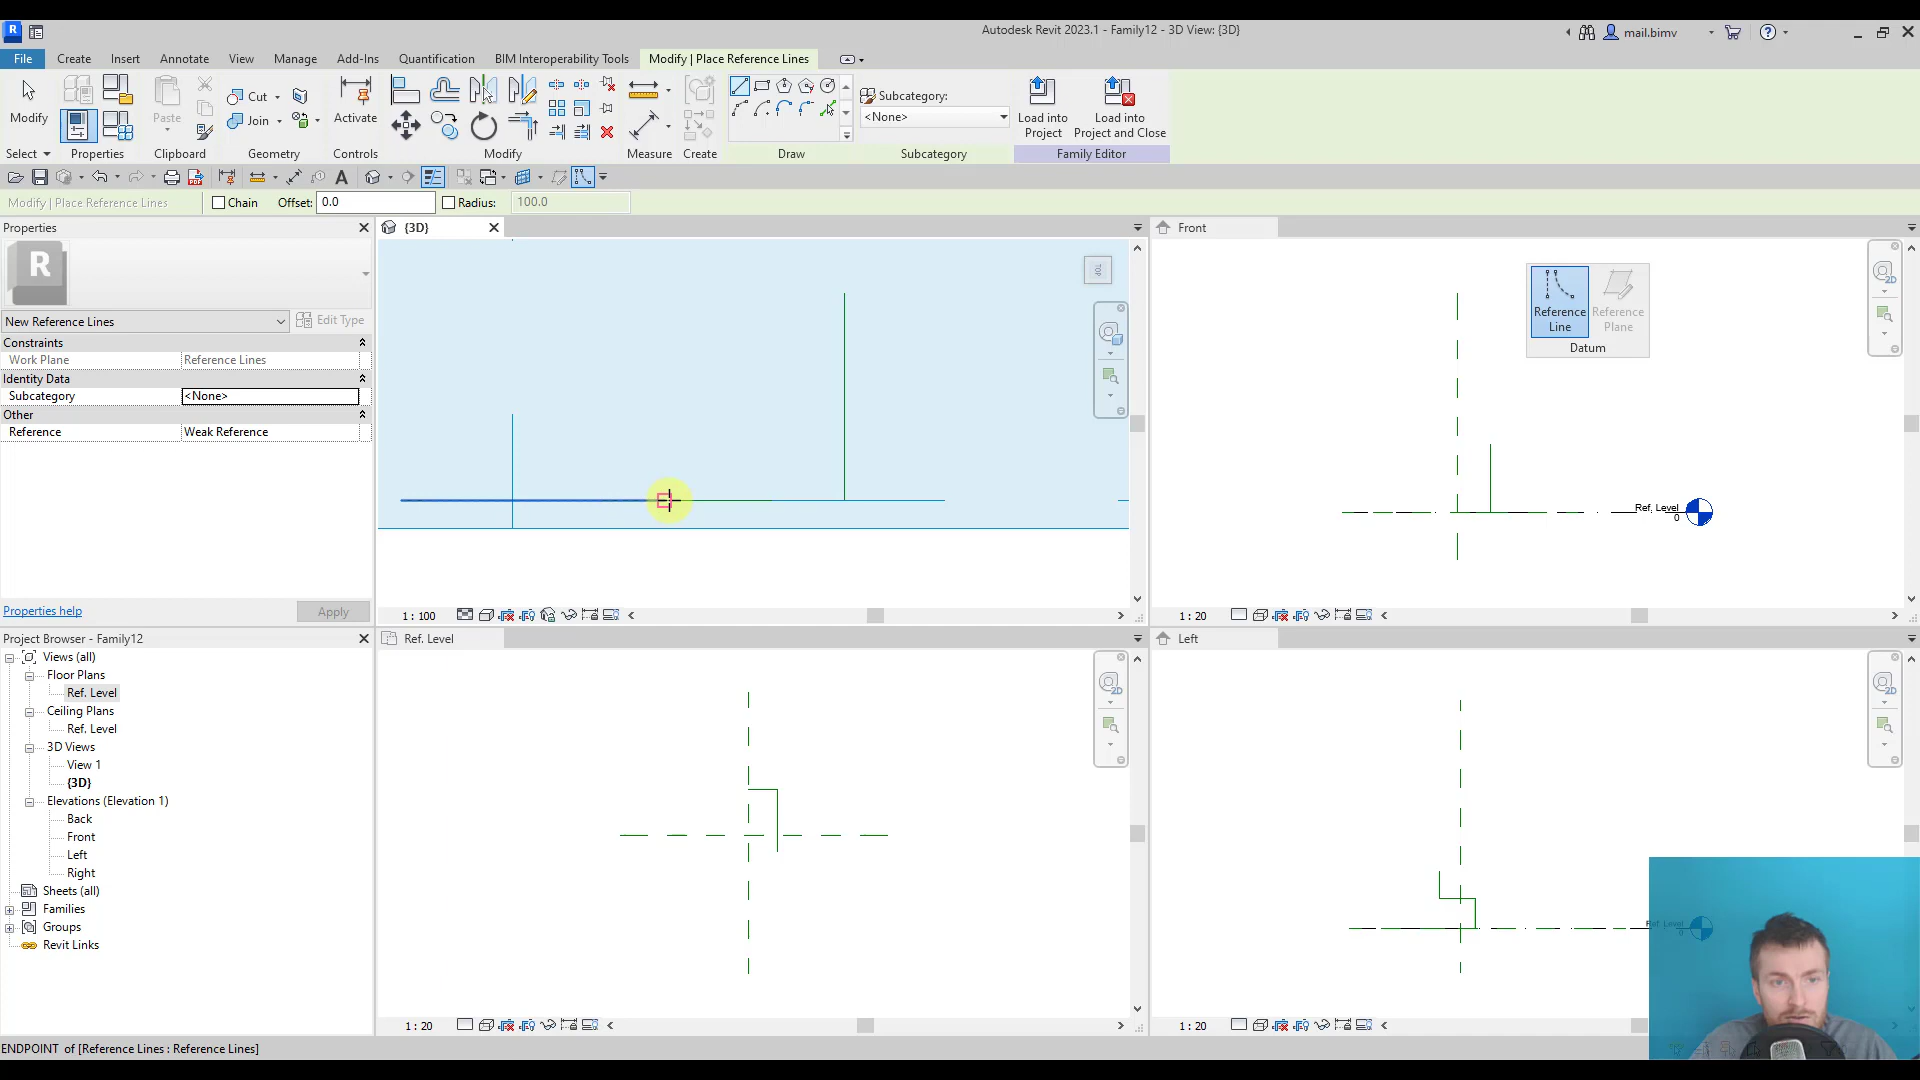 R
Autodesk Revit 2023.1 - Family12 - 3D View: {3D}
mail.bimv
File
Create
Insert
Annotate
View
Manage
Add-Ins
Quantification
BIM Interoperability Tools
Modify | Place Reference Lines
Modify
Paste
Cut
Join
Activate
Subcategory:
<None>
Load into
Project
Load into
Project and Close
Select
Properties
Clipboard
Geometry
Controls
Modify
Measure
Create
Draw
Subcategory
Family Editor
Modify | Place Reference Lines
Chain
Offset:
0.0
Radius:
100.0
Properties
R
New Reference Lines
Edit Type
Constraints
Work Plane
Reference Lines
Identity Data
Subcategory
<None>
Other
Reference
Weak Reference
Properties help
Apply
{3D}
TOP
1 : 100
Front
Reference
Line
Reference
Plane
Datum
Ref. Level
0
1 : 20
Project Browser - Family12
Views (all)
Floor Plans
Ref. Level
Ceiling Plans
Ref. Level
3D Views
View 1
{3D}
Elevations (Elevation 1)
Back
Front
Left
Right
Sheets (all)
Families
Groups
Revit Links
Ref. Level
1 : 20
Left
Ref. Level
0
1 : 20
ENDPOINT of [Reference Lines : Reference Lines]